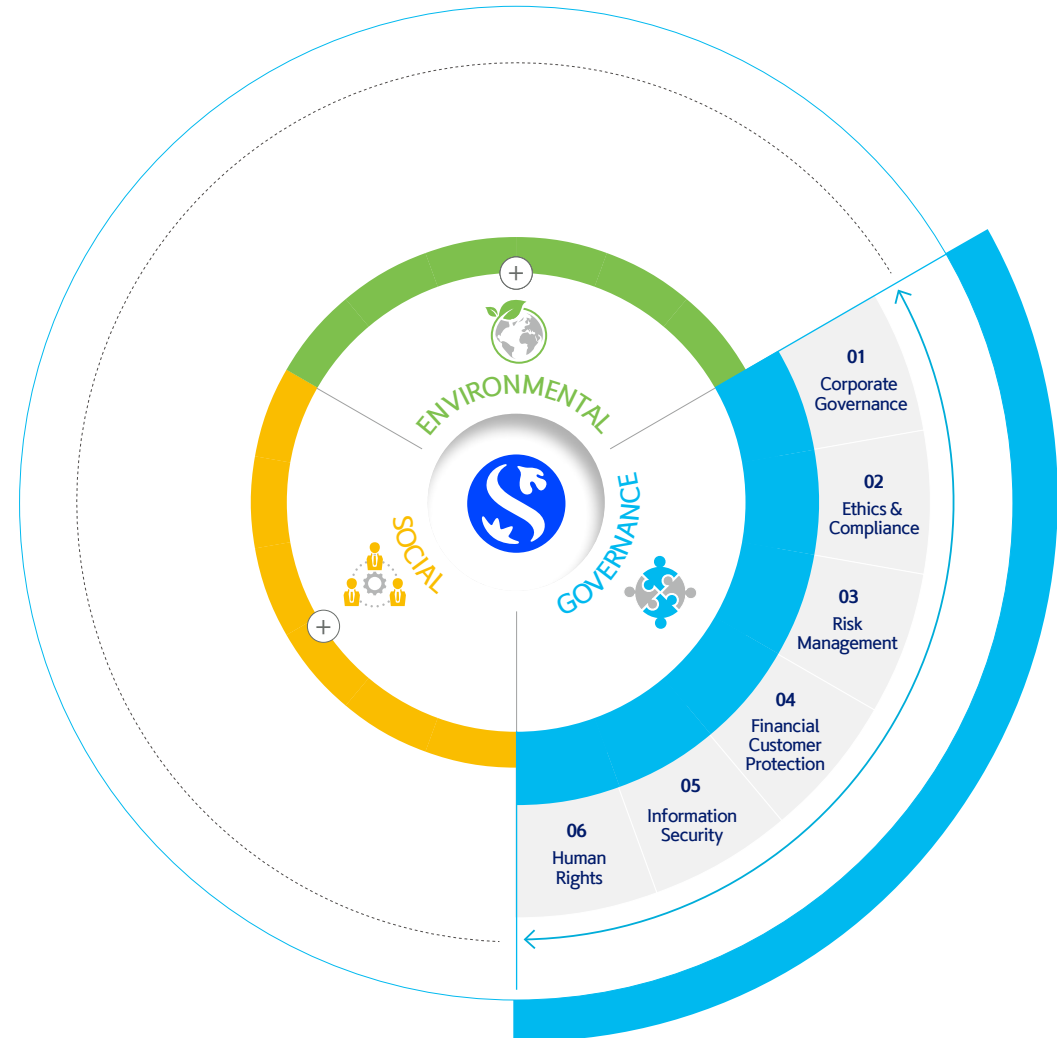 ENVIRONMENTAL
SOCIAL
GOVERNANCE
01
Corporate
Governance
02
Ethics &
Compliance
03
Risk
Management
04
Financial
Customer
Protection
05
Information
Security
06
Human
Rights